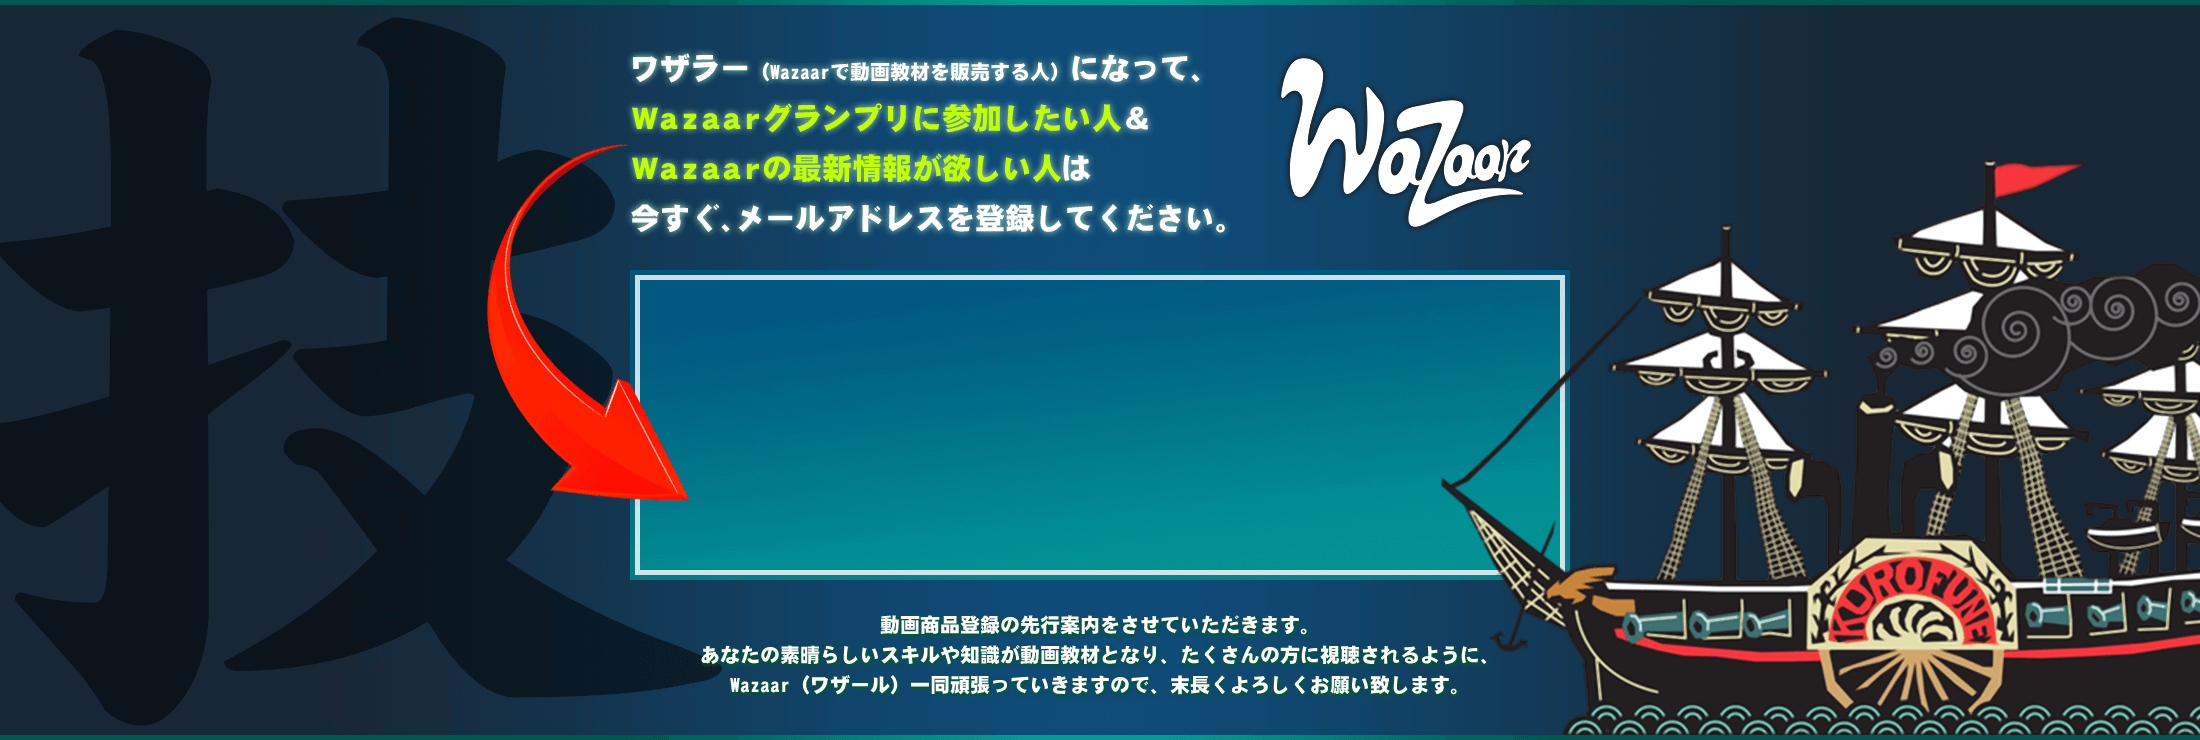 技
ワザラー（Wazaarで動画教材を販売する人）になって、
Wazaarグランプリに参加したい人＆
Wazaarの最新情報が欲しい人は
今すぐ、メールアドレスを登録してください。
Wazaar
KUROFUNE
動画商品登録の先行案内をさせていただきます。
あなたの素晴らしいスキルや知識が動画教材となり、たくさんの方に視聴されるように、
Wazaar（ワザール）一同頑張っていきますので、末長くよろしくお願い致します。